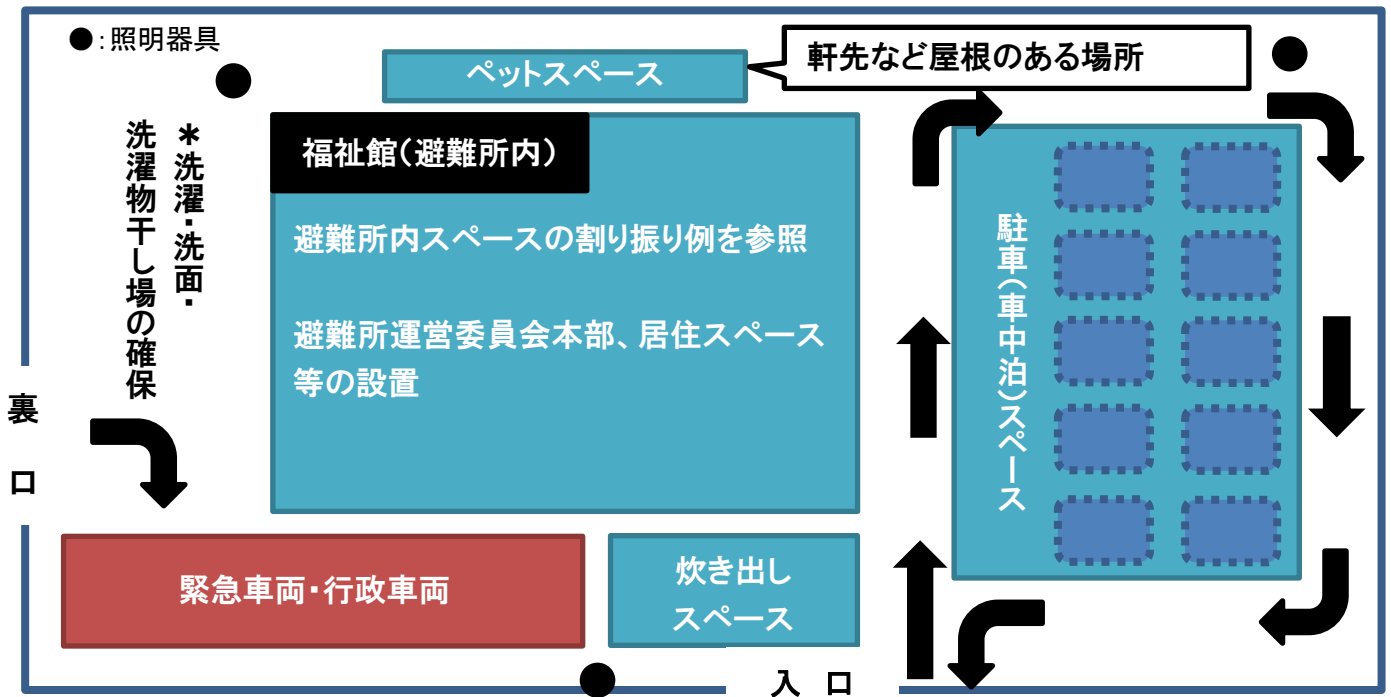 ●:照明器具
ペットスペース
軒先など屋根のある場所
*洗濯・洗面・
洗濯物干し場の確保
福祉館(避難所内)
避難所内スペースの割り振り例を参照
避難所運営委員会本部、居住スペース
等の設置
駐車(車中泊)スペース
裏口
緊急車両・行政車両
炊き出し
スペース
入口